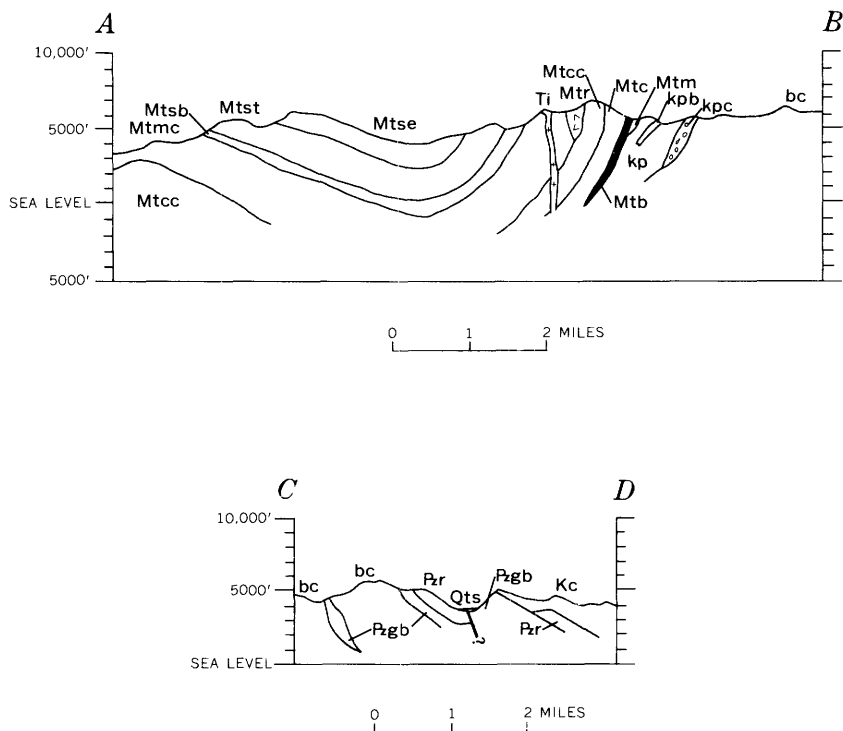 A B
10,000'
Mtcc
Mtc Mtm
Mtsb Mtst Ti Mtr kpb kpc bc
Mtmc Mtse
5000'
kp
Mtcc Mtb
SEA LEVEL
5000'
0 1 2 MILES
C D
10,000'
5000' bc bc Pzr Qts Pzgb Kc
Pzgb ? Pzr
SEA LEVEL
0 1 2 MILES